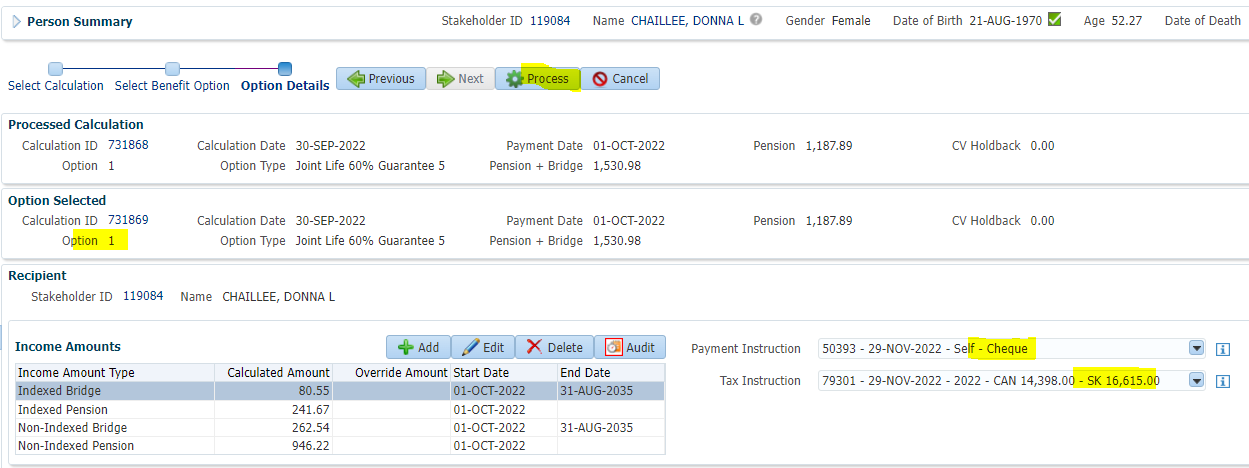 Person Summary Stakeholder ID 119084 Name CHAILLEE, DONNA L Gender Female Date of Birth 21-AUG-1970 Age 52.27 Date of Death
Select Calculation Select Benefit Option Option Details Previous Next Process Cancel
Processed Calculation
Calculation ID 731868 Calculation Date 30-SEP-2022 Payment Date 01-OCT-2022 Pension 1,187.89 CV Holdback 0.00
Option 1 Option Type Joint Life 60% Guarantee 5 Pension + Bridge 1,530.98
Option Selected
Calculation ID 731869 Calculation Date 30-SEP-2022 Payment Date 01-OCT-2022 Pension 1,187.89 CV Holdback 0.00
Option 1 Option Type Joint Life 60% Guarantee 5 Pension + Bridge 1,530.98
Recipient
Stakeholder ID 119084 Name CHAILLEE, DONNA L
Income Amounts Add Edit Delete Audit
Income Amount Type Calculated Amount Override Amount Start Date End Date
Indexed Bridge 80.55 01-OCT-2022 31-AUG-2035
Indexed Pension 241.67 01-OCT-2022
Non-Indexed Bridge 262.54 01-OCT-2022 31-AUG-2035
Non-Indexed Pension 946.22 01-OCT-2022
Payment Instruction 50393 - 29-NOV-2022 - Self - Cheque
Tax Instruction 79301 - 29-NOV-2022 - 2022 - CAN 14,398.00 - SK 16,615.00